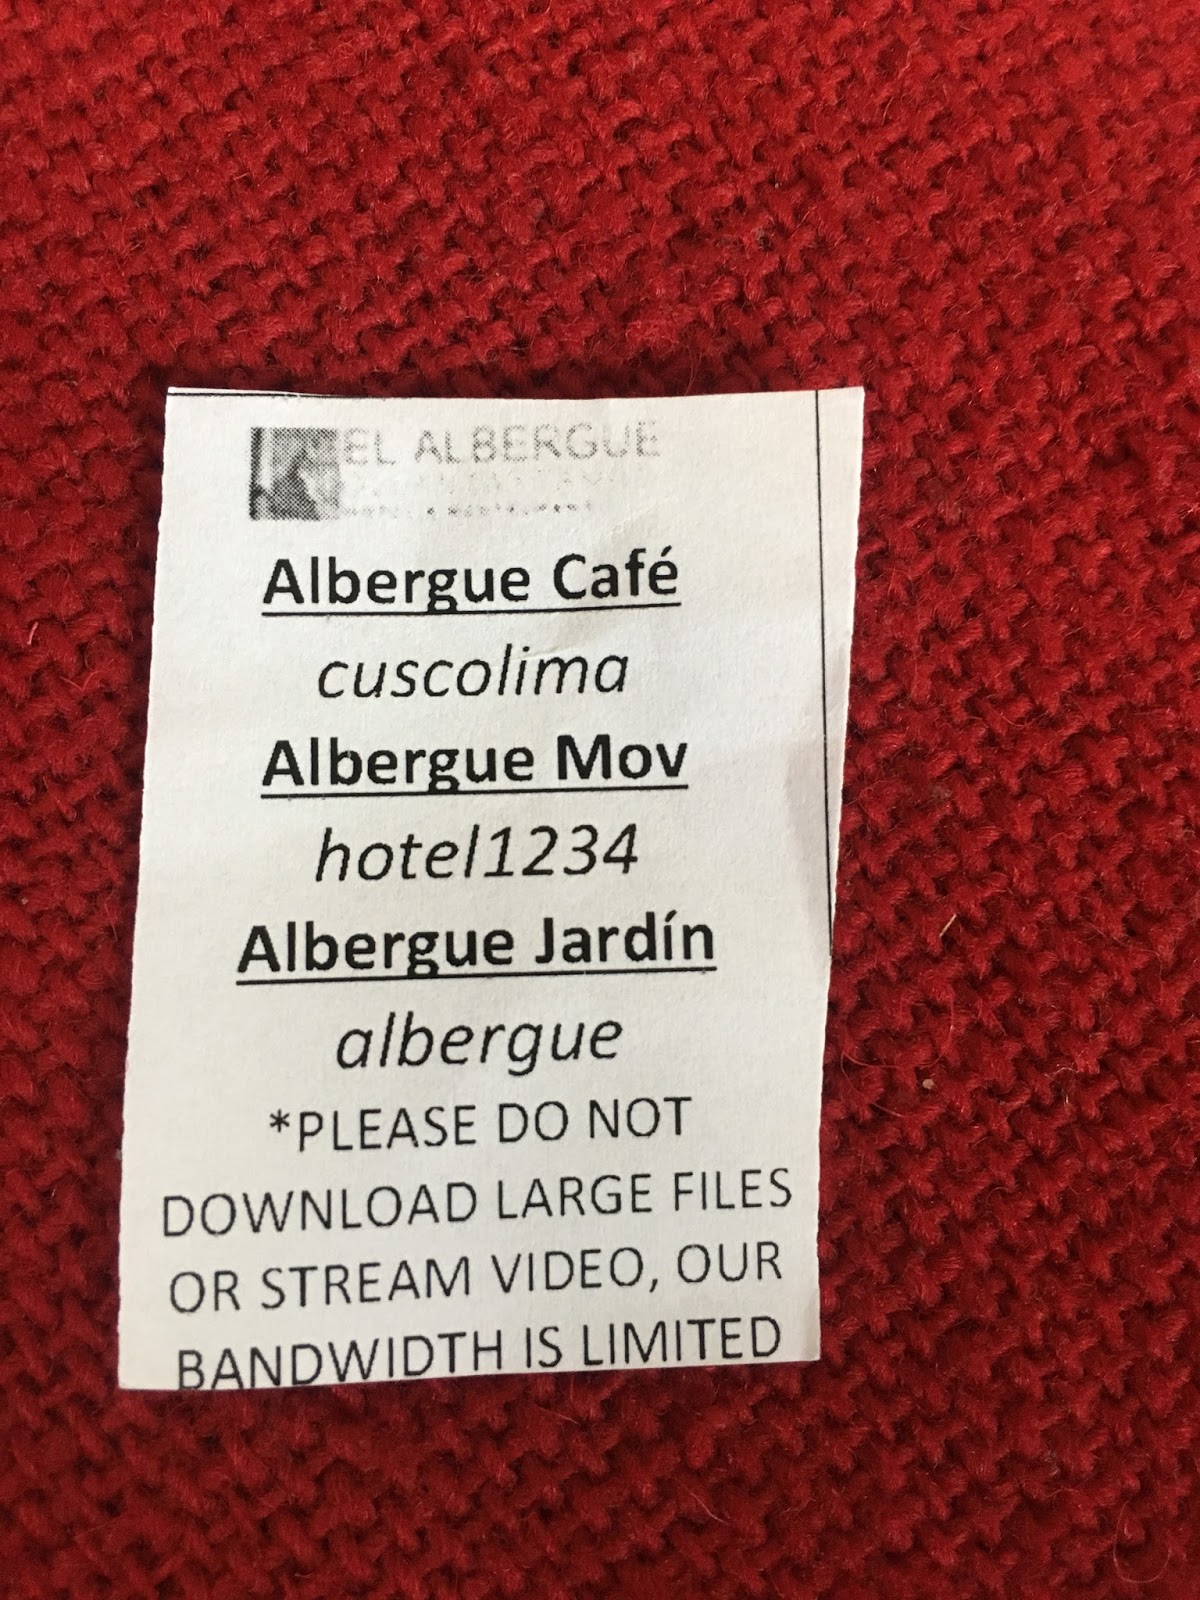 EL ALBERGUE
Albergue Café
cuscolima
Albergue Mov
hotel1234
Albergue Jardín
albergue
*PLEASE DO NOT
DOWNLOAD LARGE FILES
OR STREAM VIDEO, OUR
BANDWIDTH IS LIMITED